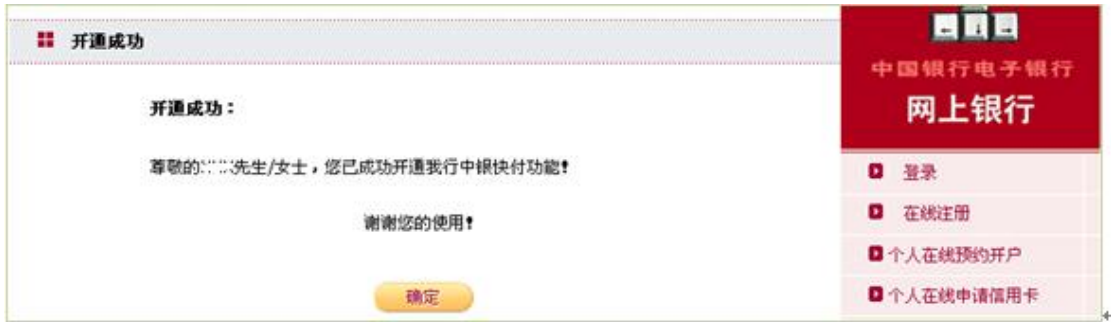 开通成功
开通成功：
尊敬的先生/女士，您已成功开通我行中银快付功能！
谢谢您的使用！
确定
中国银行电子银行
网上银行
登录
在线注册
个人在线预约开户
个人在线申请信用卡